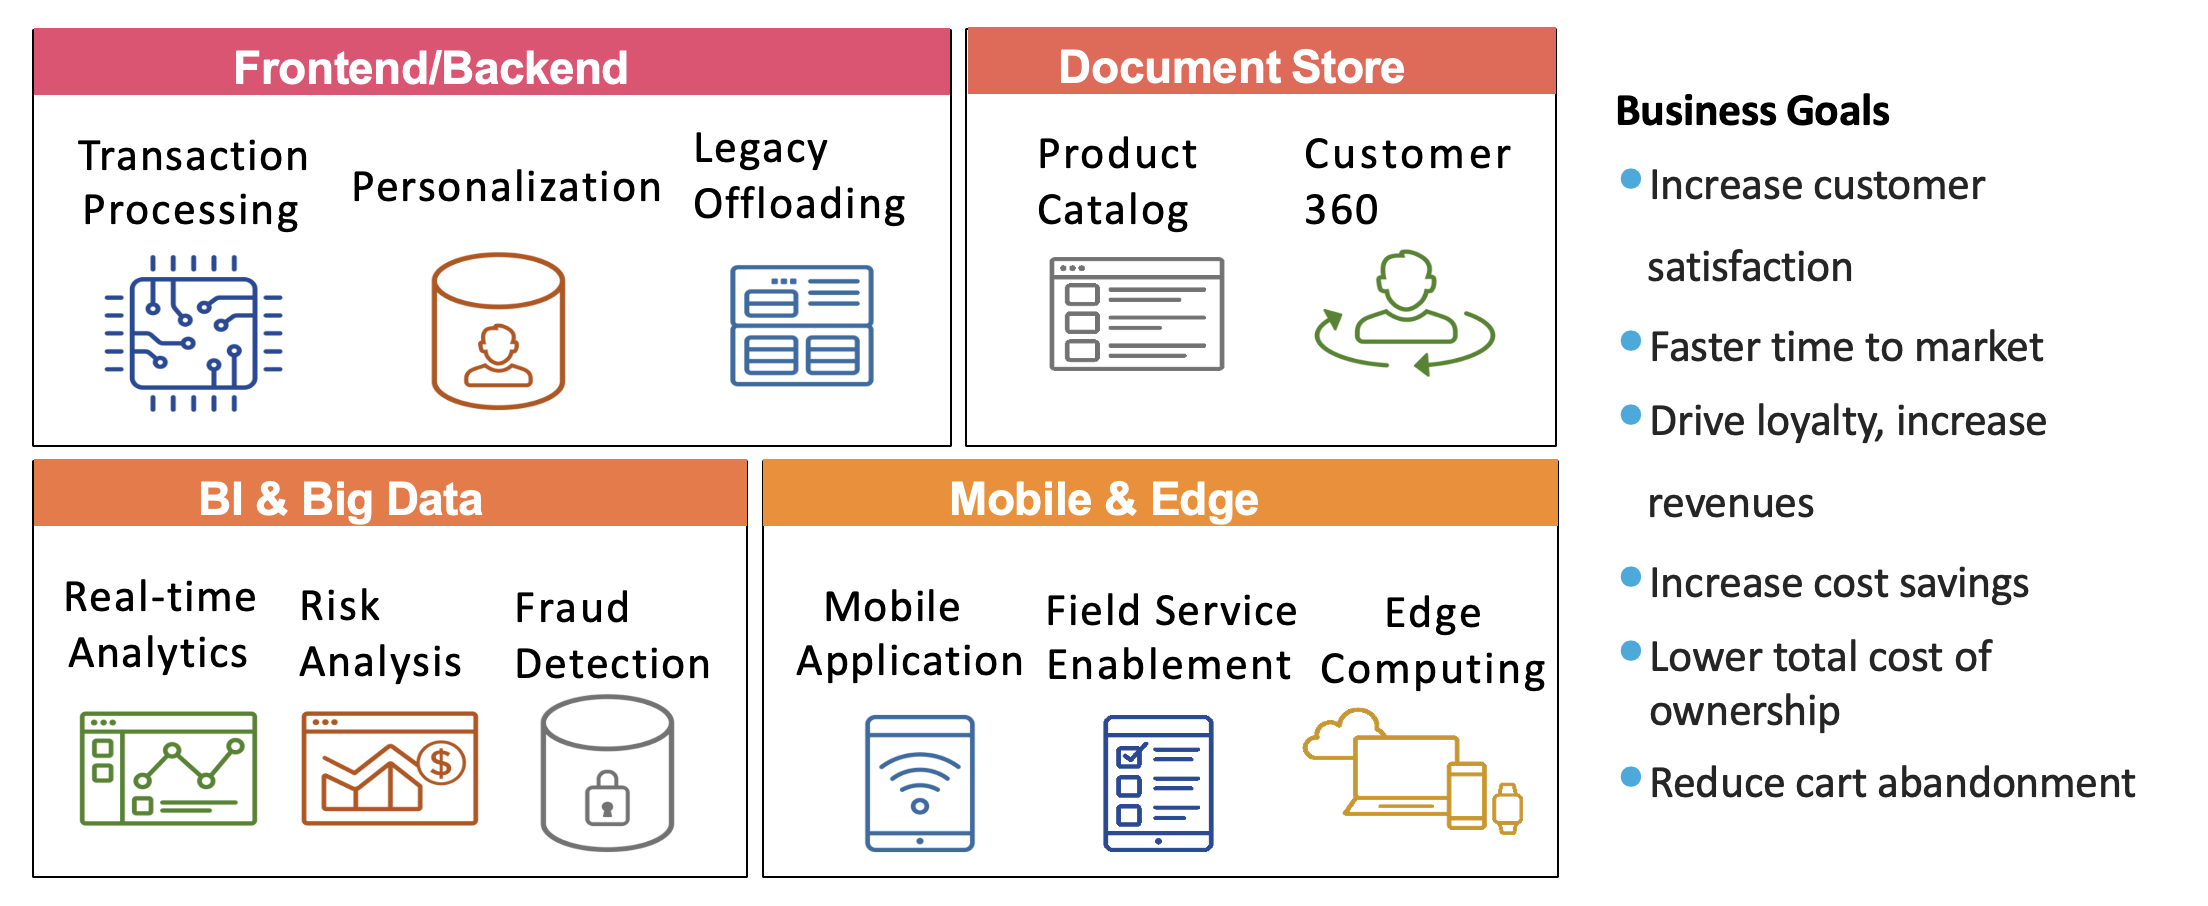 Frontend/Backend
Transaction
Processing
Personalization
Legacy
Offloading
Document Store
Product
Catalog
Customer
360
BI & Big Data
Real-time
Analytics
Risk
Analysis
Fraud
Detection
Mobile & Edge
Mobile
Application
Field Service
Enablement
Edge
Computing
Business Goals
Increase customer
satisfaction
Faster time to market
Drive loyalty, increase
revenues
Increase cost savings
Lower total cost of
ownership
Reduce cart abandonment